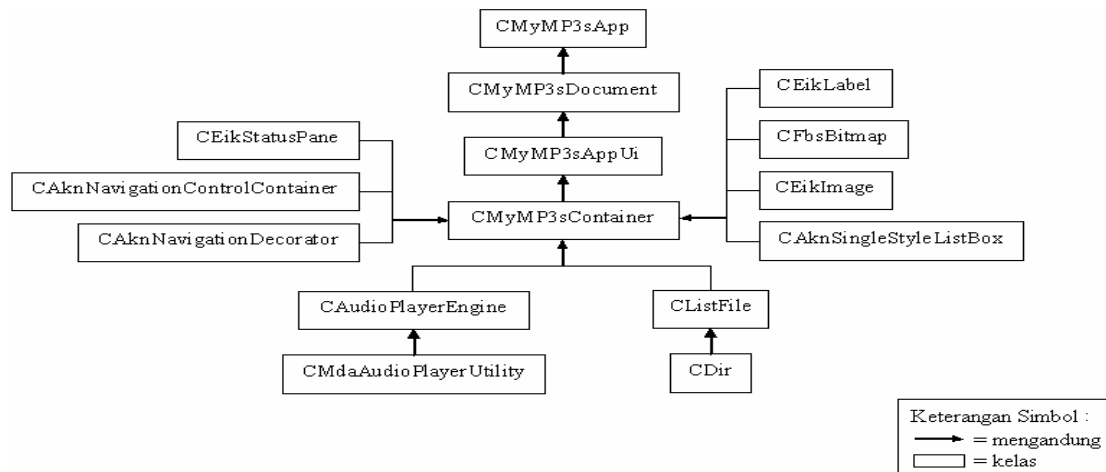 CMyMP3sApp
CMyMP3sDocument
CEikLabel
CEikStatusPane
CFbsBitmap
CMyMP3sAppUi
CAknNavigationControlContainer
CEikImage
CMyMP3sContainer
CAknNavigationDecorator
CAknSingleStyleListBox
CAudioPlayerEngine
CListFile
CMdaAudioPlayerUtility
CDir
Keterangan Simbol :
= mengandung
= kelas